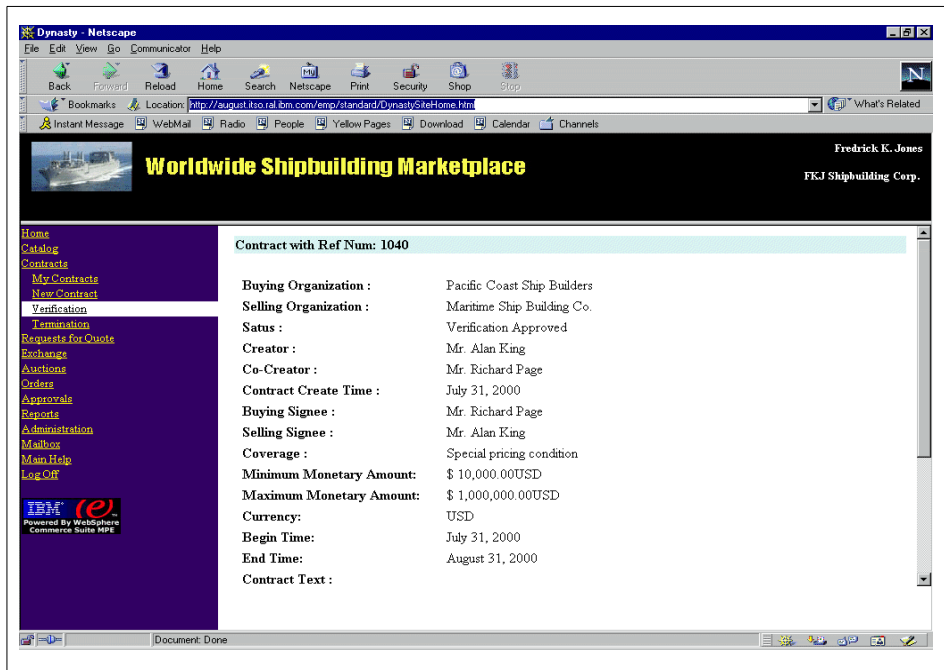 Dynasty - Netscape
File Edit View Go Communicator Help
Back Forward Reload Home Search Netscape Print Security Shop Stop
Bookmarks Location: http://august.itso.ral.ibm.com/emp/standard/DynastySiteHome.html What's Related
Instant Message WebMail Radio People Yellow Pages Download Calendar Channels
Worldwide Shipbuilding Marketplace
Fredrick K. Jones
FKJ Shipbuilding Corp.
Home
Catalog
Contracts
My Contracts
New Contract
Verification
Termination
Requests for Quote
Exchange
Auctions
Orders
Approvals
Reports
Administration
Mailbox
Main Help
Log Off
IBM e
Powered By WebSphere
Commerce Suite MPE
Contract with Ref Num: 1040
Buying Organization : Pacific Coast Ship Builders
Selling Organization : Maritime Ship Building Co.
Satus : Verification Approved
Creator : Mr. Alan King
Co-Creator : Mr. Richard Page
Contract Create Time : July 31, 2000
Buying Signee : Mr. Richard Page
Selling Signee : Mr. Alan King
Coverage : Special pricing condition
Minimum Monetary Amount: $ 10,000.00USD
Maximum Monetary Amount: $ 1,000,000.00USD
Currency: USD
Begin Time: July 31, 2000
End Time: August 31, 2000
Contract Text :
Document: Done